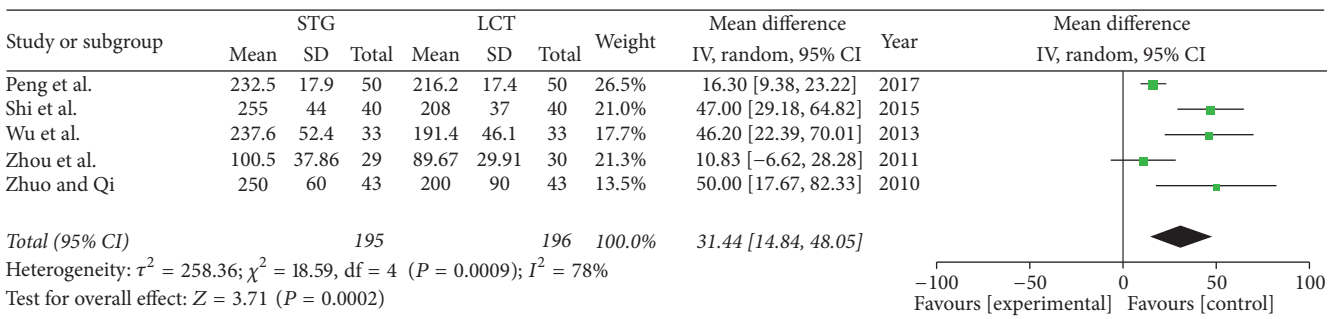 Study or subgroup STG LCT Weight Mean difference Year Mean difference
Mean SD Total Mean SD Total IV, random, 95% CI IV, random, 95% CI
Peng et al. 232.5 17.9 50 216.2 17.4 50 26.5% 16.30 [9.38, 23.22] 2017
Shi et al. 255 44 40 208 37 40 21.0% 47.00 [29.18, 64.82] 2015
Wu et al. 237.6 52.4 33 191.4 46.1 33 17.7% 46.20 [22.39, 70.01] 2013
Zhou et al. 100.5 37.86 29 89.67 29.91 30 21.3% 10.83 [−6.62, 28.28] 2011
Zhuo and Qi 250 60 43 200 90 43 13.5% 50.00 [17.67, 82.33] 2010
Total (95% CI) 195 196 100.0% 31.44 [14.84, 48.05]
Heterogeneity: τ² = 258.36; χ² = 18.59, df = 4 (P = 0.0009); I² = 78%
Test for overall effect: Z = 3.71 (P = 0.0002)
−100 −50 0 50 100
Favours [experimental] Favours [control]